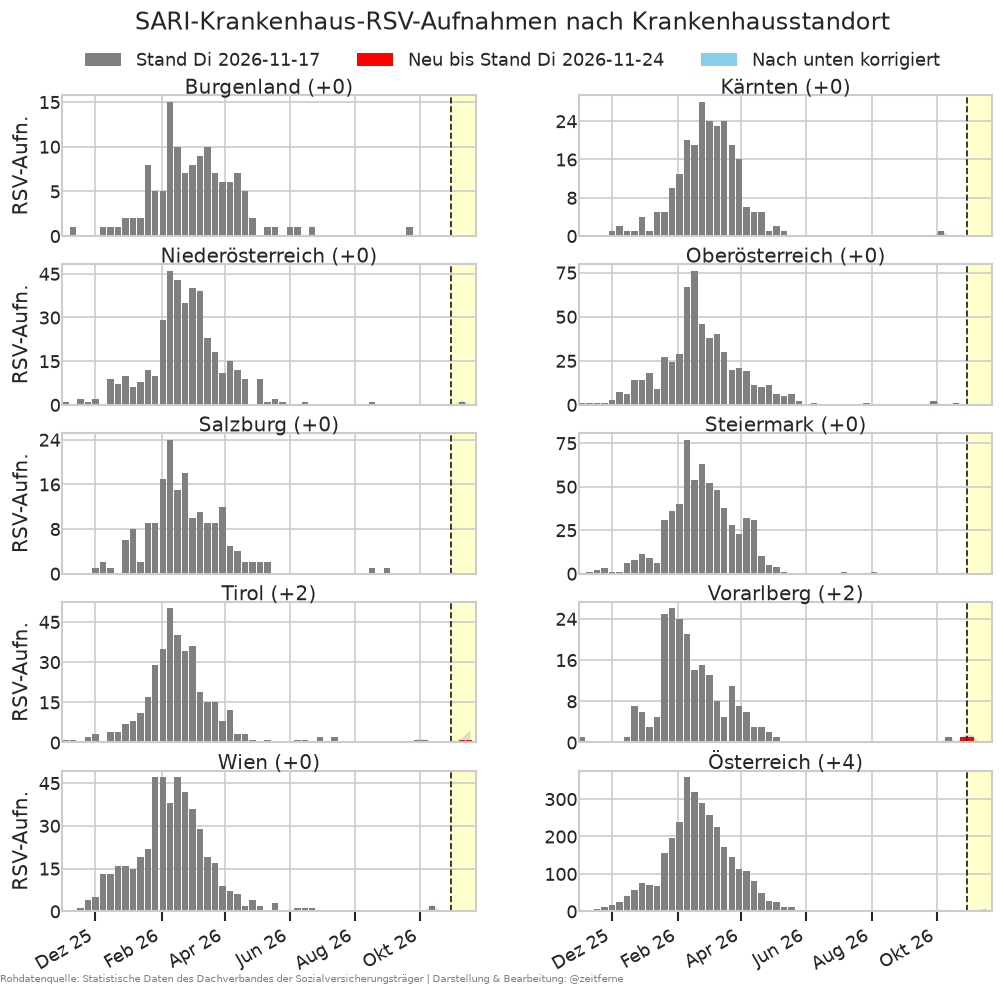 SARI-Krankenhaus-RSV-Aufnahmen nach Krankenhausstandort
Stand Di 2026-11-17 Neu bis Stand Di 2026-11-24 Nach unten korrigiert
Burgenland (+0) Kärnten (+0)
RSV-Aufn.
15
10
5
0
24
16
8
0
Niederösterreich (+0) Oberösterreich (+0)
RSV-Aufn.
45
30
15
0
75
50
25
0
Salzburg (+0) Steiermark (+0)
RSV-Aufn.
24
16
8
0
75
50
25
0
Tirol (+2) Vorarlberg (+2)
RSV-Aufn.
45
30
15
0
24
16
8
0
Wien (+0) Österreich (+4)
RSV-Aufn.
45
30
15
0
300
200
100
0
Dez 25 Feb 26 Apr 26 Jun 26 Aug 26 Okt 26 Dez 25 Feb 26 Apr 26 Jun 26 Aug 26 Okt 26
Rohdatenquelle: Statistische Daten des Dachverbandes der Sozialversicherungsträger | Darstellung & Bearbeitung: @zeitferne